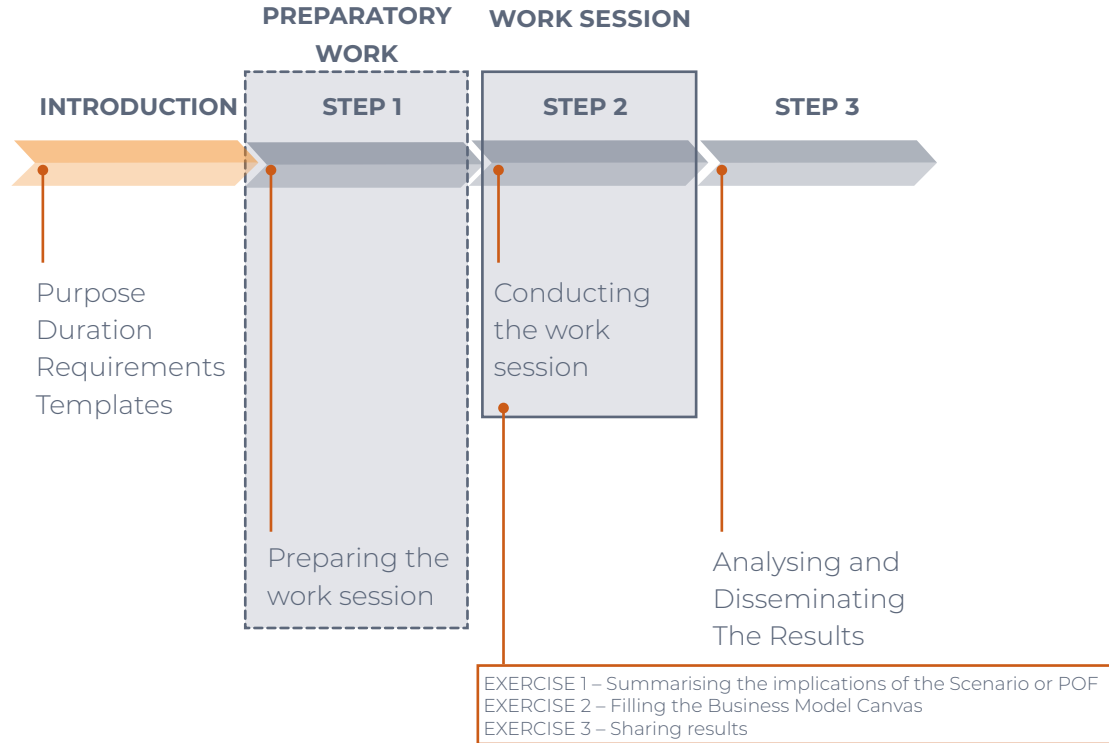 PREPARATORY
WORK
WORK SESSION
INTRODUCTION
STEP 1
STEP 2
STEP 3
Purpose
Duration
Requirements
Templates
Preparing the
work session
Conducting
the work
session
Analysing and
Disseminating
The Results
EXERCISE 1 – Summarising the implications of the Scenario or POF
EXERCISE 2 – Filling the Business Model Canvas
EXERCISE 3 – Sharing results